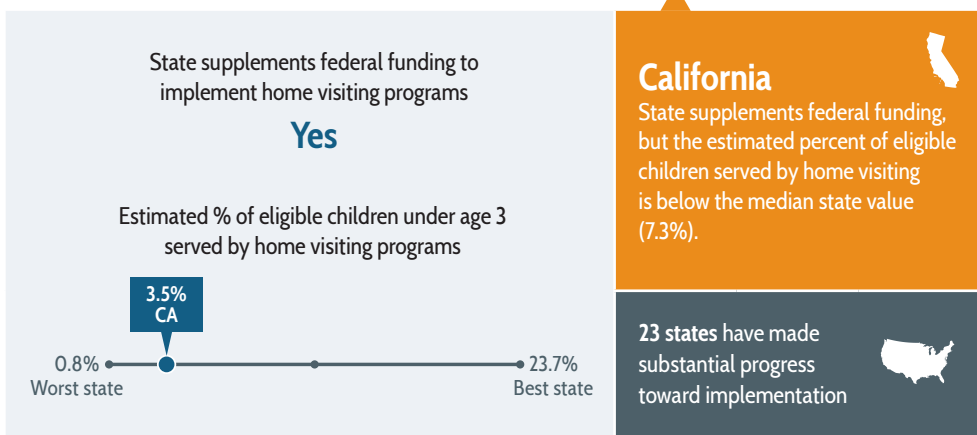 State supplements federal funding to
implement home visiting programs
Yes
Estimated % of eligible children under age 3
served by home visiting programs
3.5%
CA
0.8%
Worst state
23.7%
Best state
California
State supplements federal funding,
but the estimated percent of eligible
children served by home visiting
is below the median state value
(7.3%).
23 states have made
substantial progress
toward implementation